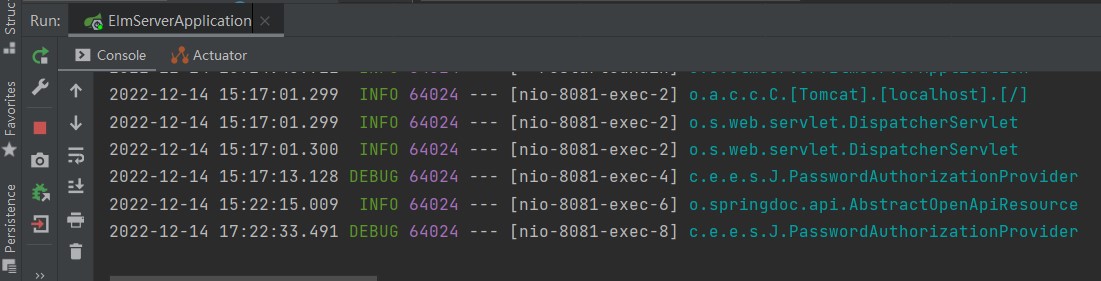 Run: ElmServerApplication ×
Console Actuator
2022-12-14 15:17:01.299  INFO 64024 --- [nio-8081-exec-2] o.a.c.c.C.[Tomcat].[localhost].[/]
2022-12-14 15:17:01.299  INFO 64024 --- [nio-8081-exec-2] o.s.web.servlet.DispatcherServlet
2022-12-14 15:17:01.300  INFO 64024 --- [nio-8081-exec-2] o.s.web.servlet.DispatcherServlet
2022-12-14 15:17:13.128 DEBUG 64024 --- [nio-8081-exec-4] c.e.e.s.J.PasswordAuthorizationProvider
2022-12-14 15:22:15.009  INFO 64024 --- [nio-8081-exec-6] o.springdoc.api.AbstractOpenApiResource
2022-12-14 17:22:33.491 DEBUG 64024 --- [nio-8081-exec-8] c.e.e.s.J.PasswordAuthorizationProvider
Favorites
Persistence